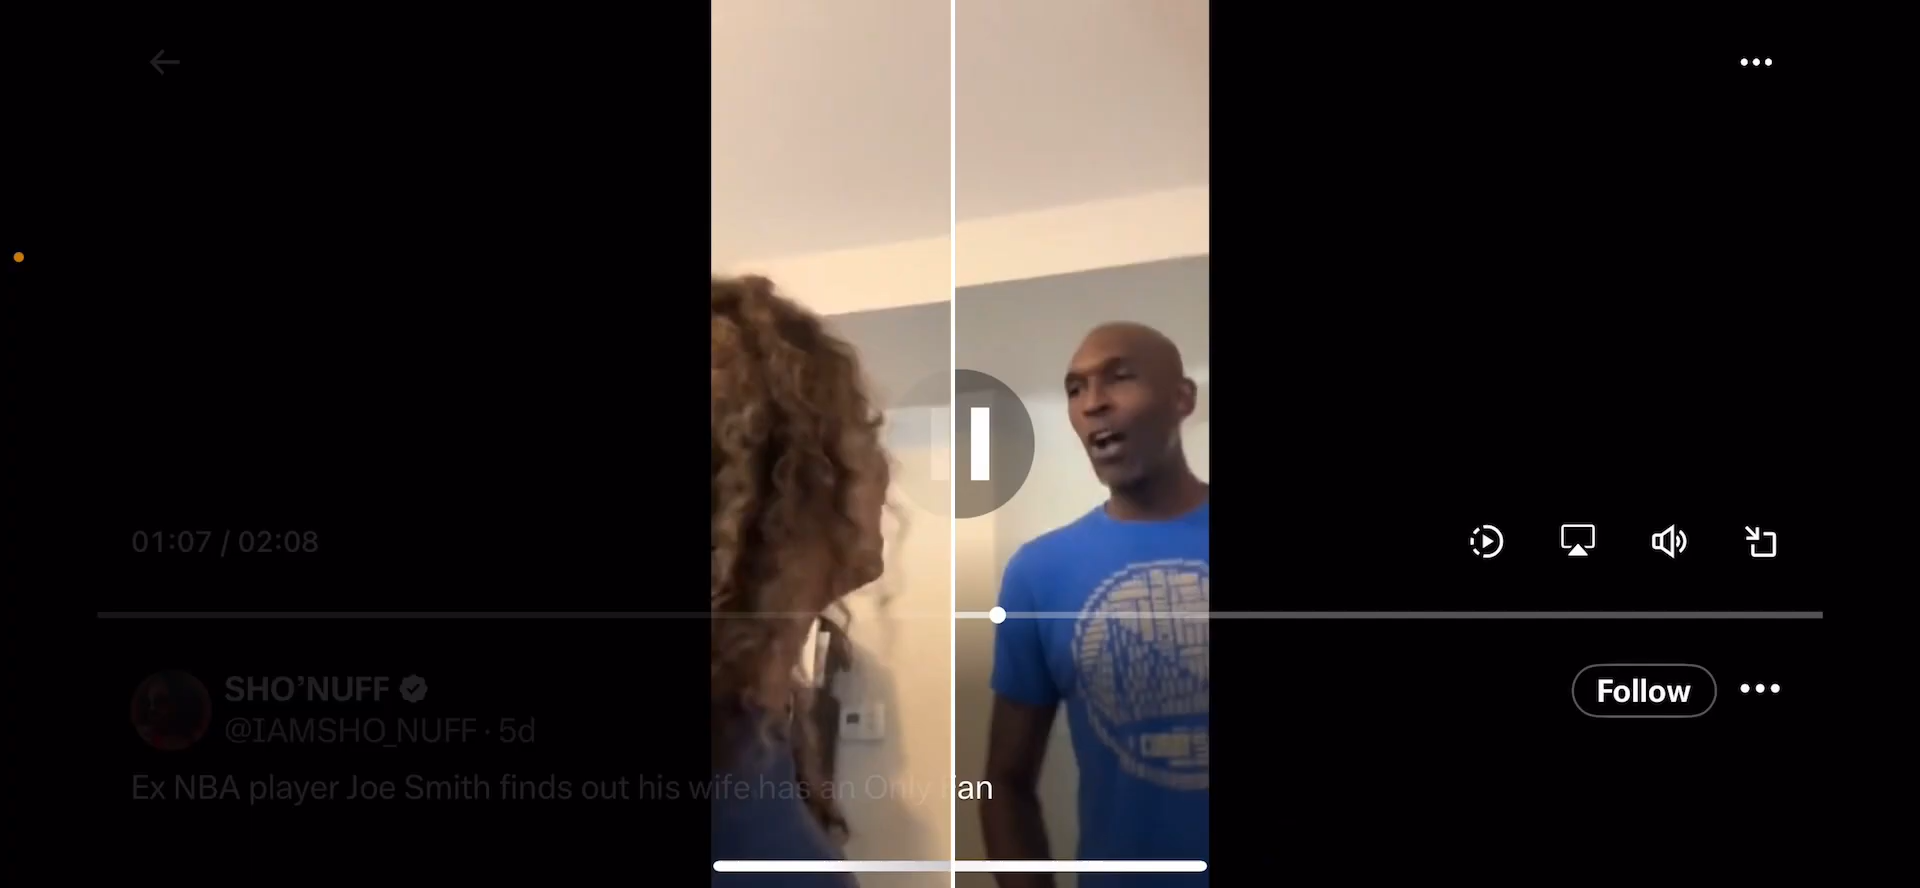 01:07 / 02:08
SHO’NUFF
@IAMSHO_NUFF · 5d
Follow
Ex NBA player Joe Smith finds out his wife has an Only Fan